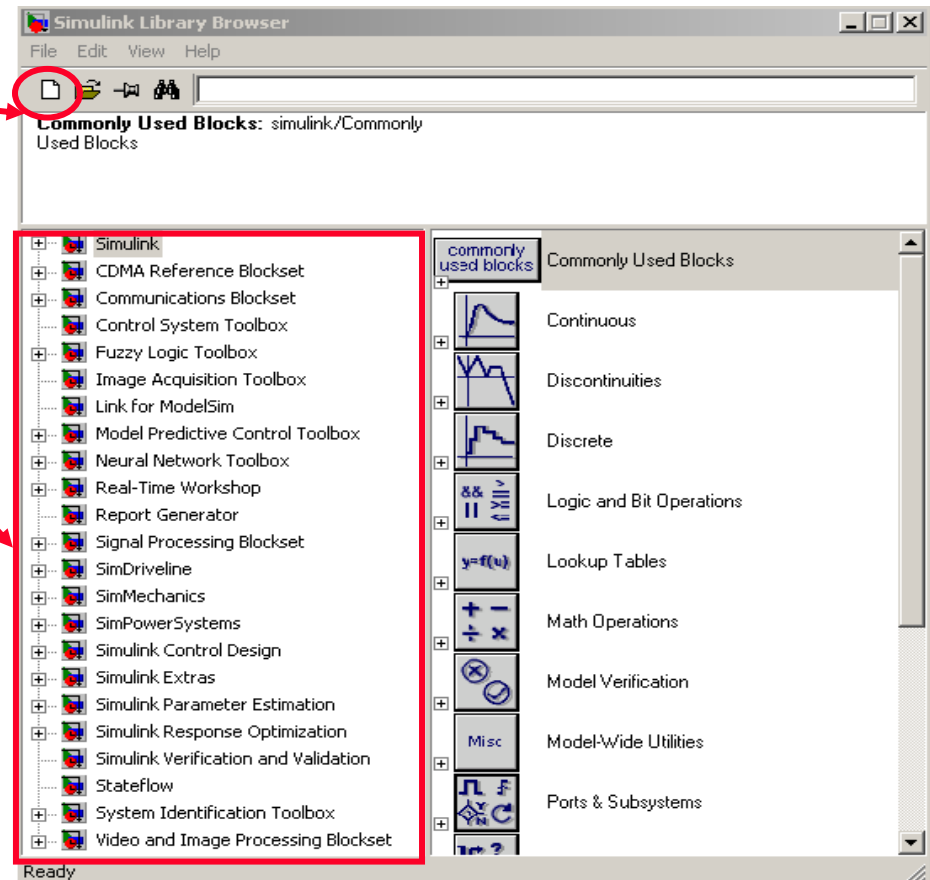 Simulink Library Browser
File Edit View Help
Commonly Used Blocks: simulink/Commonly
Used Blocks
Simulink
CDMA Reference Blockset
Communications Blockset
Control System Toolbox
Fuzzy Logic Toolbox
Image Acquisition Toolbox
Link for ModelSim
Model Predictive Control Toolbox
Neural Network Toolbox
Real-Time Workshop
Report Generator
Signal Processing Blockset
SimDriveline
SimMechanics
SimPowerSystems
Simulink Control Design
Simulink Extras
Simulink Parameter Estimation
Simulink Response Optimization
Simulink Verification and Validation
Stateflow
System Identification Toolbox
Video and Image Processing Blockset
commonly
used blocks
Commonly Used Blocks
Continuous
Discontinuities
Discrete
&& >=
|| <=
Logic and Bit Operations
y=f(u)
Lookup Tables
+ −
÷ ×
Math Operations
Model Verification
Misc
Model-Wide Utilities
Ports & Subsystems
Ready